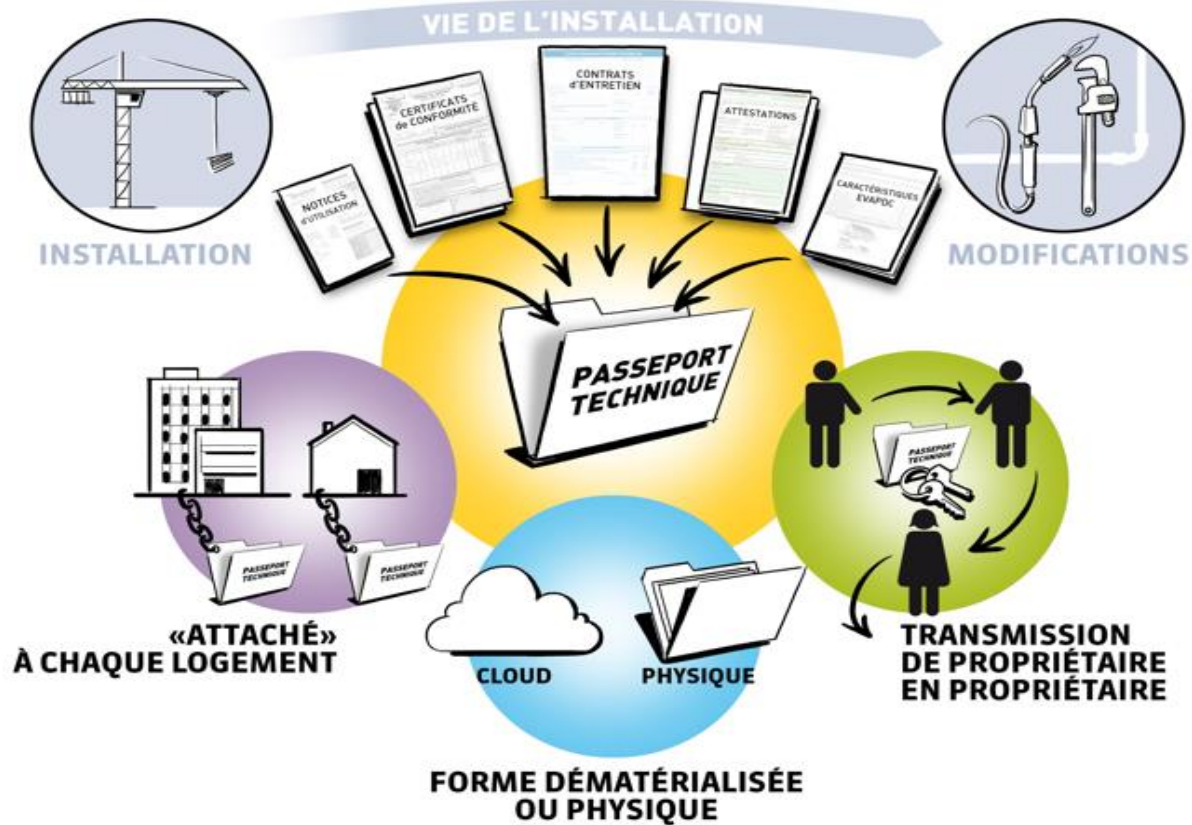 VIE DE L'INSTALLATION
INSTALLATION
NOTICES
d'UTILISATION
CERTIFICATS
de CONFORMITÉ
CONTRATS
d'ENTRETIEN
ATTESTATIONS
CARACTÉRISTIQUES
EVAPDC
MODIFICATIONS
PASSEPORT
TECHNIQUE
PASSEPORT
TECHNIQUE
PASSEPORT
TECHNIQUE
«ATTACHÉ»
À CHAQUE LOGEMENT
CLOUD
PHYSIQUE
FORME DÉMATÉRIALISÉE
OU PHYSIQUE
PASSEPORT
TECHNIQUE
TRANSMISSION
DE PROPRIÉTAIRE
EN PROPRIÉTAIRE